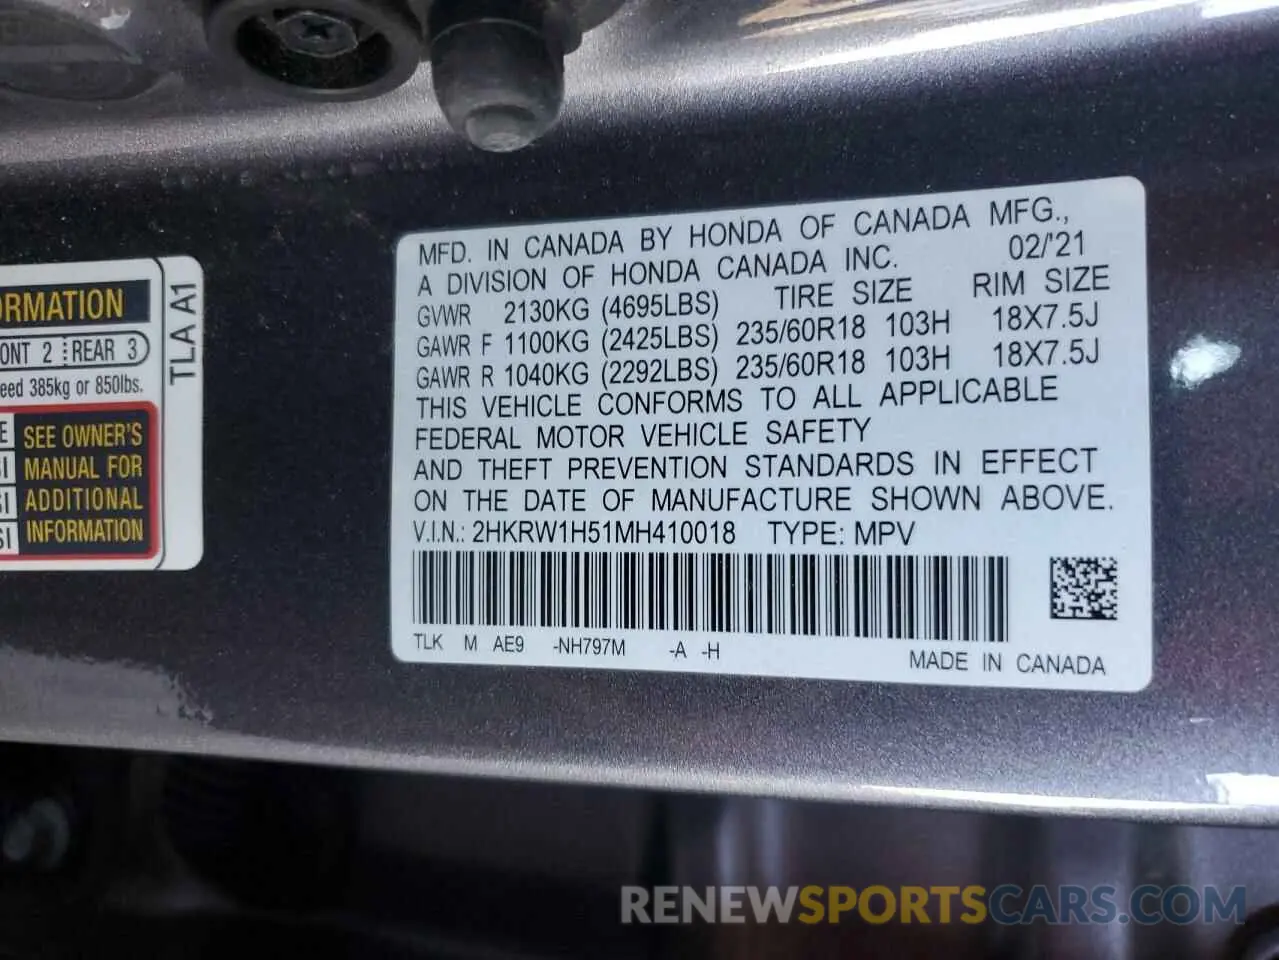 ORMATION
ONT 2 REAR 3
eed 385kg or 850lbs.
SEE OWNER'S
MANUAL FOR
ADDITIONAL
INFORMATION
TLA A1
MFD. IN CANADA BY HONDA OF CANADA MFG.,
A DIVISION OF HONDA CANADA INC. 02/'21
GVWR 2130KG (4695LBS) TIRE SIZE RIM SIZE
GAWR F 1100KG (2425LBS) 235/60R18 103H 18X7.5J
GAWR R 1040KG (2292LBS) 235/60R18 103H 18X7.5J
THIS VEHICLE CONFORMS TO ALL APPLICABLE
FEDERAL MOTOR VEHICLE SAFETY
AND THEFT PREVENTION STANDARDS IN EFFECT
ON THE DATE OF MANUFACTURE SHOWN ABOVE.
V.I.N.: 2HKRW1H51MH410018 TYPE: MPV
TLK M AE9 -NH797M -A -H
MADE IN CANADA
RENEWSPORTSCARS.COM